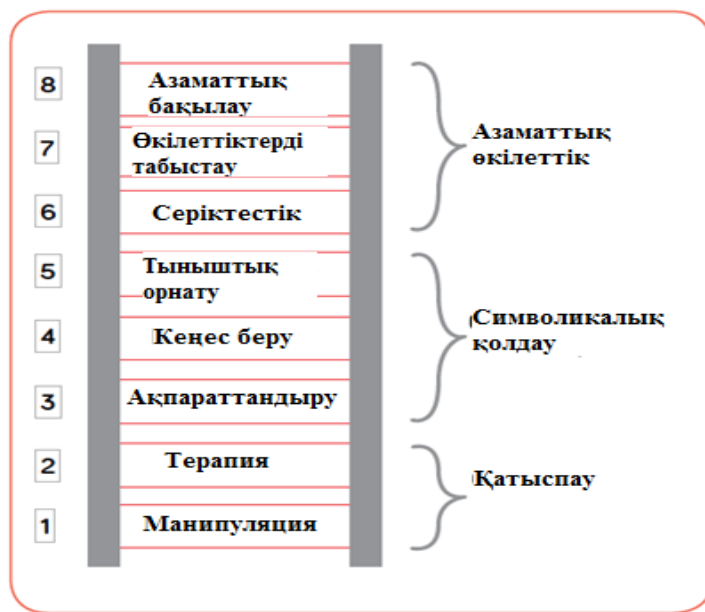 8
Азаматтық
бақылау
7
Өкілеттіктерді
табыстау
6
Серіктестік
Азаматтық
өкілеттік
5
Тыныштық
орнату
4
Кеңес беру
3
Ақпараттандыру
Символикалық
қолдау
2
Терапия
1
Манипуляция
Қатыспау